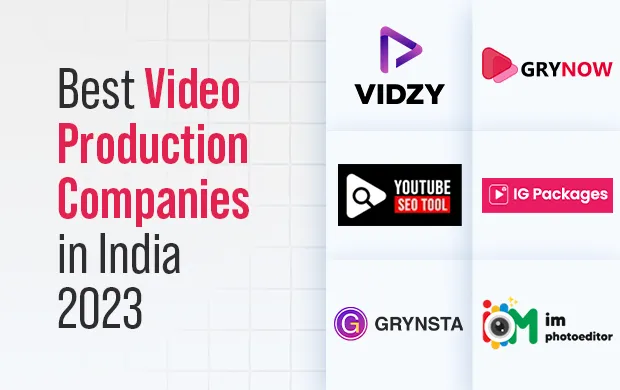 Best Video
Production
Companies
in India
2023
VIDZY
GRYNOW
YOUTUBE
SEO TOOL
IG Packages
G GRYNSTA
im
photoeditor